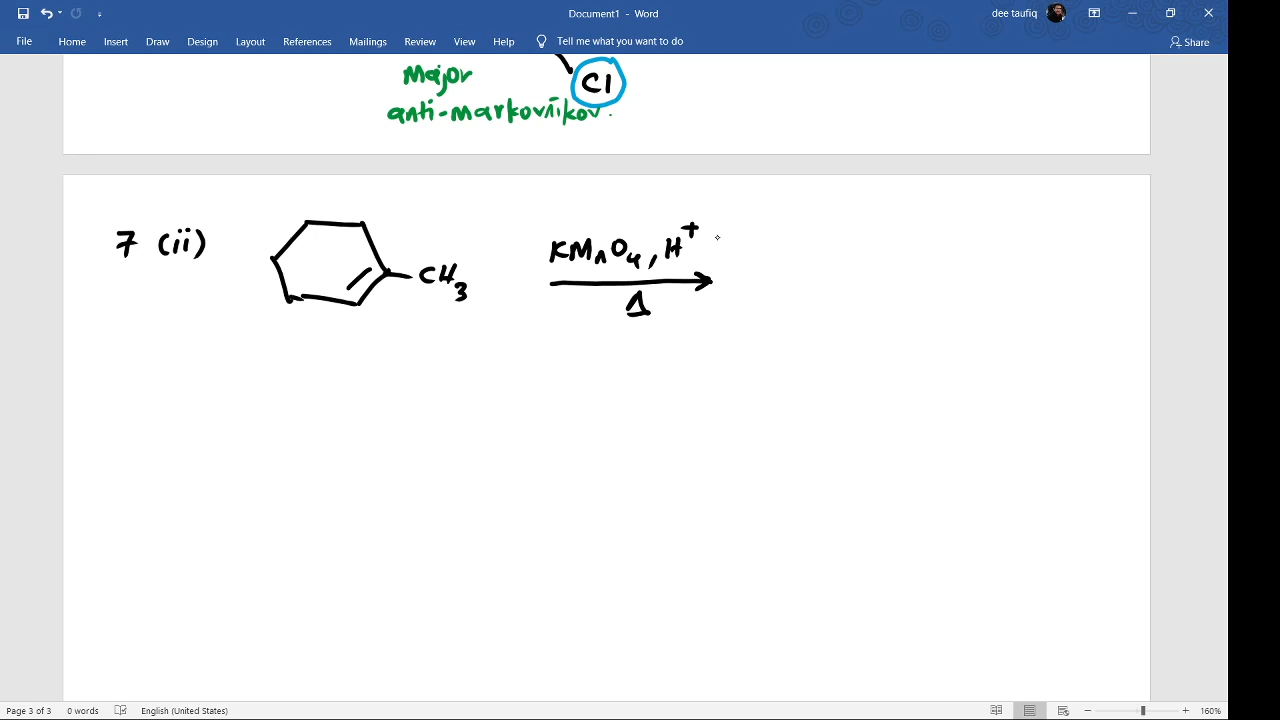 Document1 - Word
dee taufiq
File Home Insert Draw Design Layout References Mailings Review View Help Tell me what you want to do Share
Major
Cl
anti-markovnikov.
7 (ii)
CH3
KMnO4, H+
Δ
Page 3 of 3 0 words English (United States) 160%